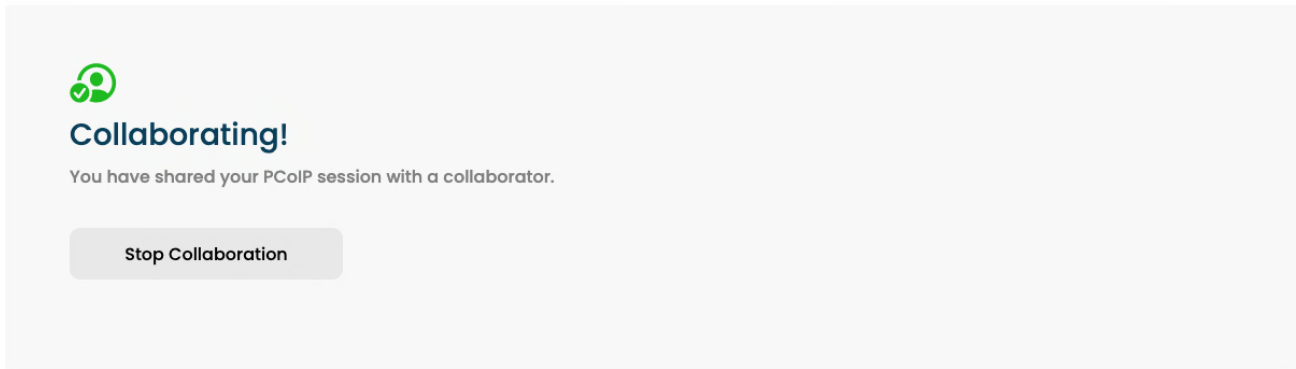 Collaborating!
You have shared your PCoIP session with a collaborator.
Stop Collaboration